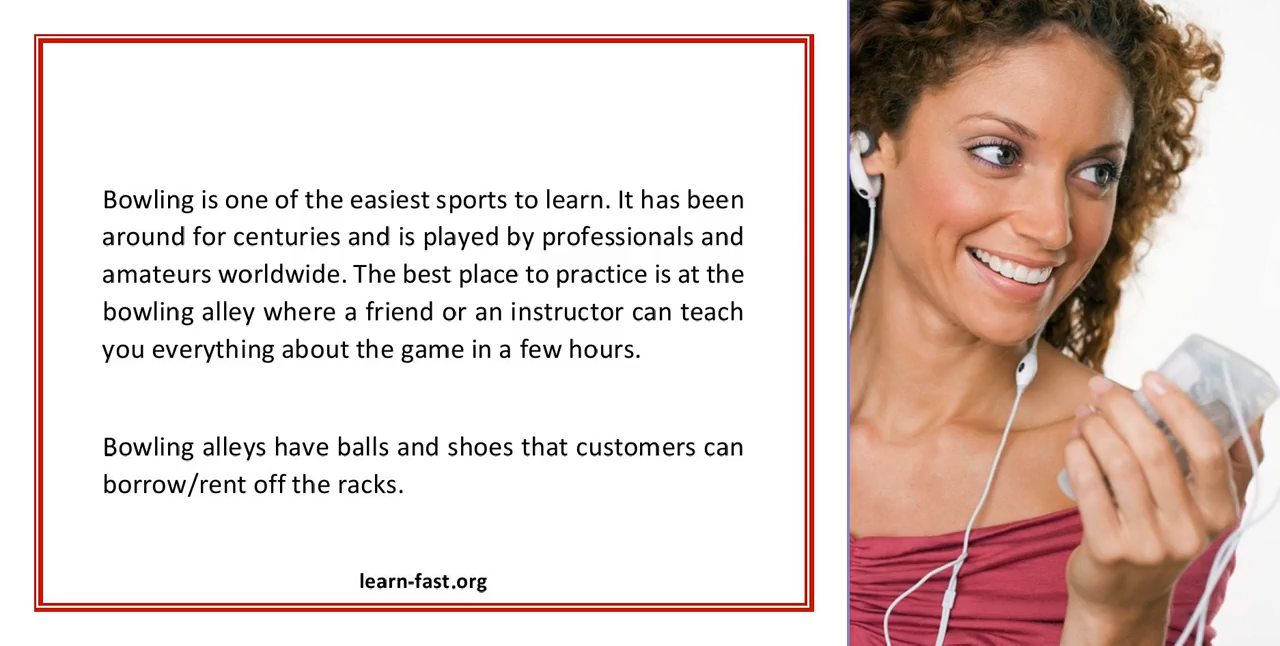 Bowling is one of the easiest sports to learn. It has been
around for centuries and is played by professionals and
amateurs worldwide. The best place to practice is at the
bowling alley where a friend or an instructor can teach
you everything about the game in a few hours.
Bowling alleys have balls and shoes that customers can
borrow/rent off the racks.
learn-fast.org